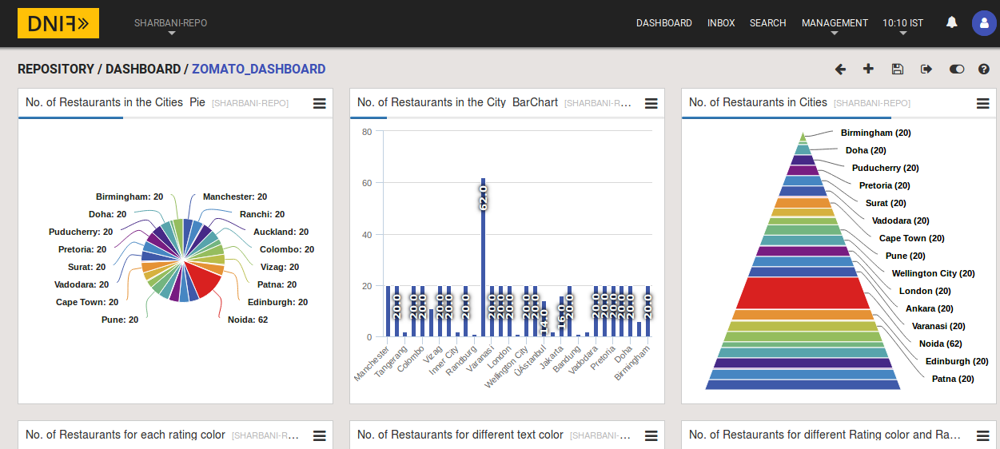 DNIF»
SHARBANI-REPO
DASHBOARD INBOX SEARCH MANAGEMENT 10:10 IST
REPOSITORY / DASHBOARD / ZOMATO_DASHBOARD
No. of Restaurants in the Cities Pie [SHARBANI-REPO]
Birmingham: 20
Manchester: 20
Doha: 20
Ranchi: 20
Puducherry: 20
Auckland: 20
Pretoria: 20
Colombo: 20
Surat: 20
Vizag: 20
Vadodara: 20
Patna: 20
Cape Town: 20
Edinburgh: 20
Pune: 20
Noida: 62
No. of Restaurants in the City BarChart [SHARBANI-R...
80
60
40
20
0
20.0 20.0 20.0 20.0 20.0 20.0 62.0 20.0 20.0 20.0 20.0 20.0 14.0 16.0 20.0 20.0 20.0 20.0 20.0 20.0 20.0
Manchester Tangerang Colombo Vizag Inner City Randburg Varanasi London Wellington City ÛÁstanbul Jakarta Bandung Vadodara Pretoria Doha Birmingham
No. of Restaurants in Cities [SHARBANI-REPO]
Birmingham (20)
Doha (20)
Puducherry (20)
Pretoria (20)
Surat (20)
Vadodara (20)
Cape Town (20)
Pune (20)
Wellington City (20)
London (20)
Ankara (20)
Varanasi (20)
Noida (62)
Edinburgh (20)
Patna (20)
No. of Restaurants for each rating color [SHARBANI-R...
No. of Restaurants for different text color [SHARBANI-...
No. of Restaurants for different Rating color and Ra...